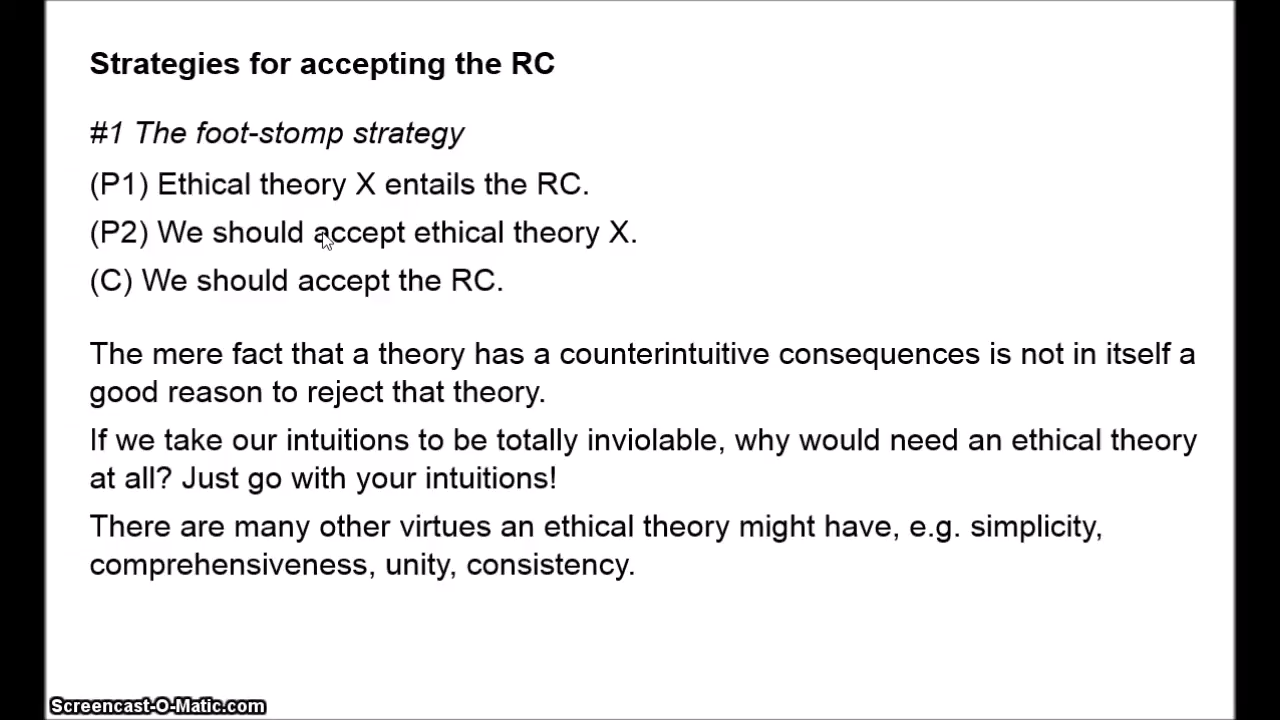 Strategies for accepting the RC
#1 The foot-stomp strategy
(P1) Ethical theory X entails the RC.
(P2) We should accept ethical theory X.
(C) We should accept the RC.
The mere fact that a theory has a counterintuitive consequences is not in itself a
good reason to reject that theory.
If we take our intuitions to be totally inviolable, why would need an ethical theory
at all? Just go with your intuitions!
There are many other virtues an ethical theory might have, e.g. simplicity,
comprehensiveness, unity, consistency.
Screencast-O-Matic.com